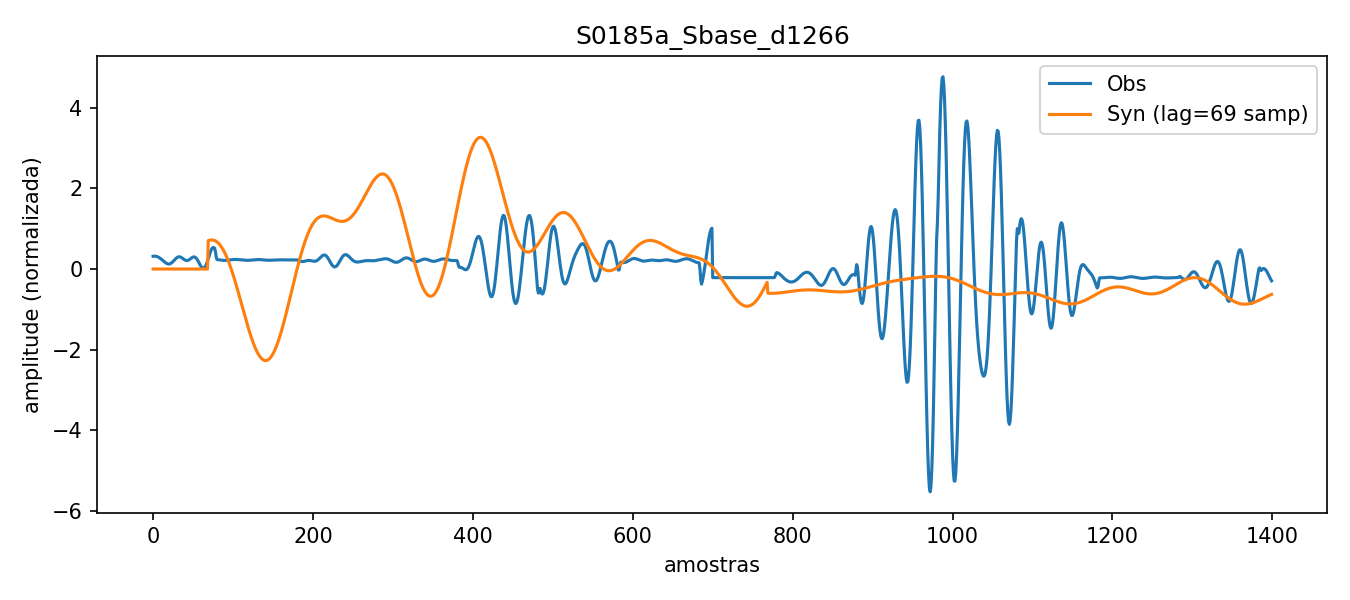 S0185a_Sbase_d1266
Obs
Syn (lag=69 samp)
amplitude (normalizada)
4
2
0
−2
−4
−6
0 200 400 600 800 1000 1200 1400
amostras